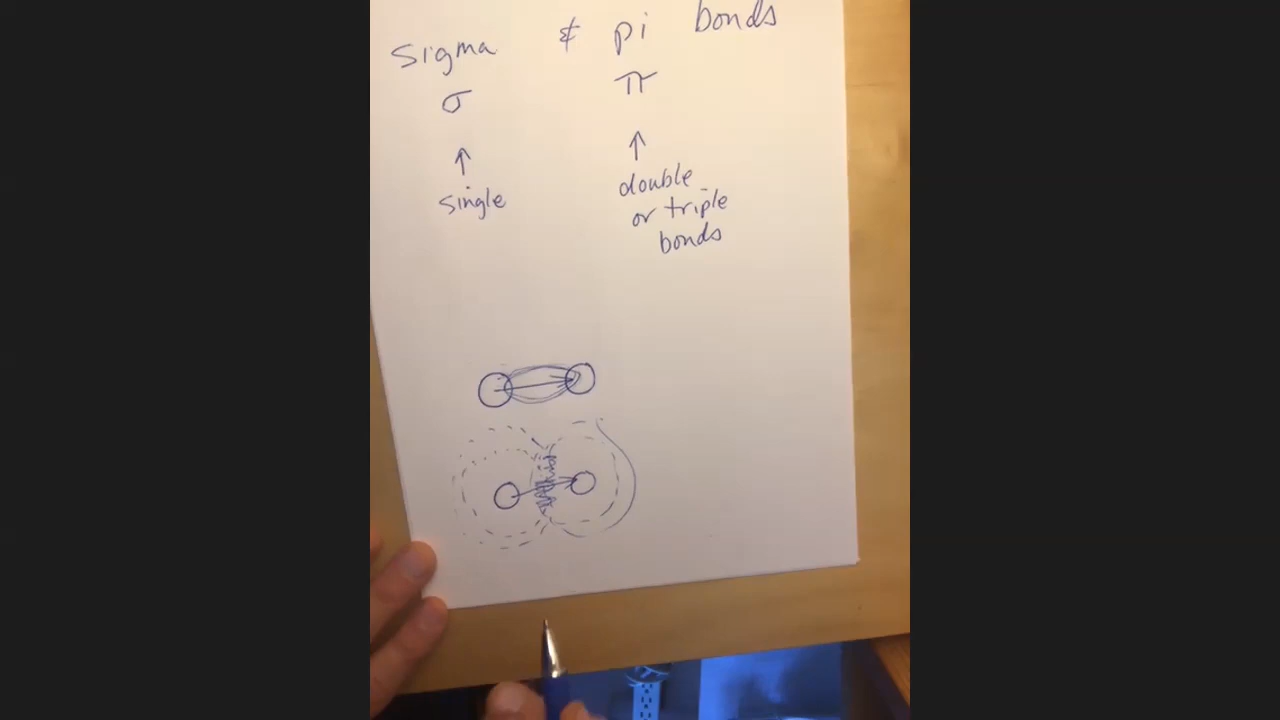 sigma & pi bonds
σ π
↑ ↑
single double
or triple
bonds